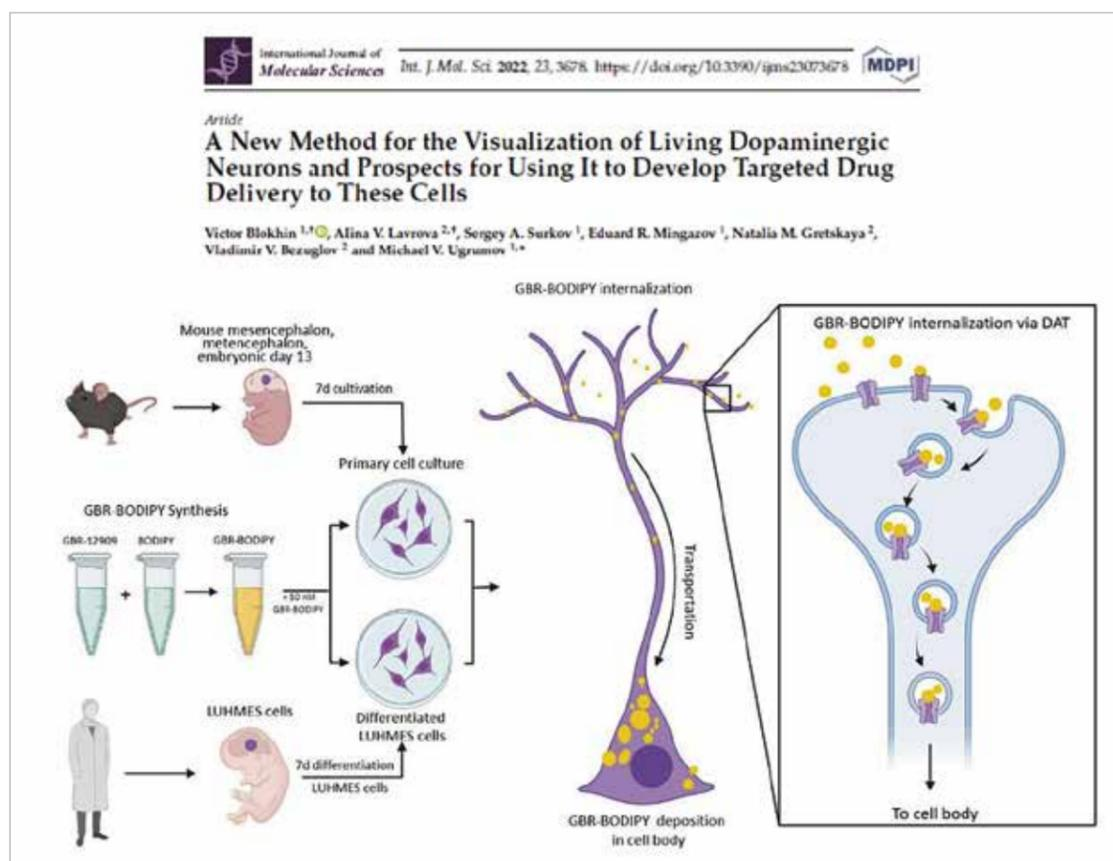 International Journal of
Molecular Sciences
Int. J. Mol. Sci. 2022, 23, 3678. https://doi.org/10.3390/ijms23073678
MDPI
Article
A New Method for the Visualization of Living Dopaminergic
Neurons and Prospects for Using It to Develop Targeted Drug
Delivery to These Cells
Victor Blokhin 1,†, Alina V. Lavrova 2,†, Sergey A. Surkov 1, Eduard R. Mingazov 1, Natalia M. Gretskaya 2,
Vladimir V. Bezuglov 2 and Michael V. Ugrumov 1,*
GBR-BODIPY internalization
Mouse mesencephalon,
metencephalon,
embryonic day 13
7d cultivation
Primary cell culture
GBR-BODIPY Synthesis
GBR-12909
BODIPY
GBR-BODIPY
+
+50 nM
GBR-BODIPY
LUHMES cells
Differentiated
LUHMES cells
7d differentiation
LUHMES cells
Transportation
GBR-BODIPY deposition
in cell body
GBR-BODIPY internalization via DAT
To cell body